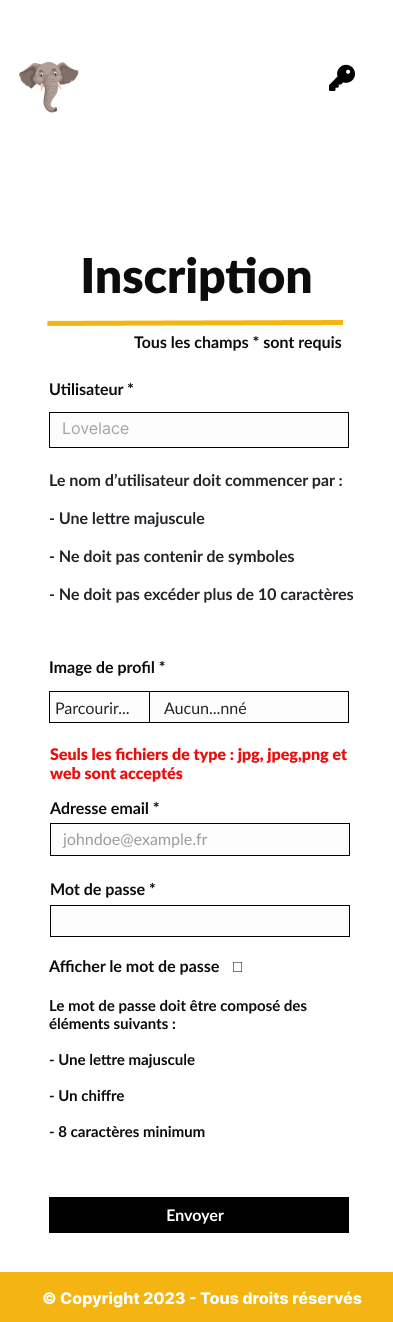 Inscription
Tous les champs * sont requis
Utilisateur *
Lovelace
Le nom d’utilisateur doit commencer par :
- Une lettre majuscule
- Ne doit pas contenir de symboles
- Ne doit pas excéder plus de 10 caractères
Image de profil *
Parcourir... Aucun...nné
Seuls les fichiers de type : jpg, jpeg,png et
web sont acceptés
Adresse email *
johndoe@example.fr
Mot de passe *
Afficher le mot de passe
Le mot de passe doit être composé des
éléments suivants :
- Une lettre majuscule
- Un chiffre
- 8 caractères minimum
Envoyer
© Copyright 2023 - Tous droits réservés